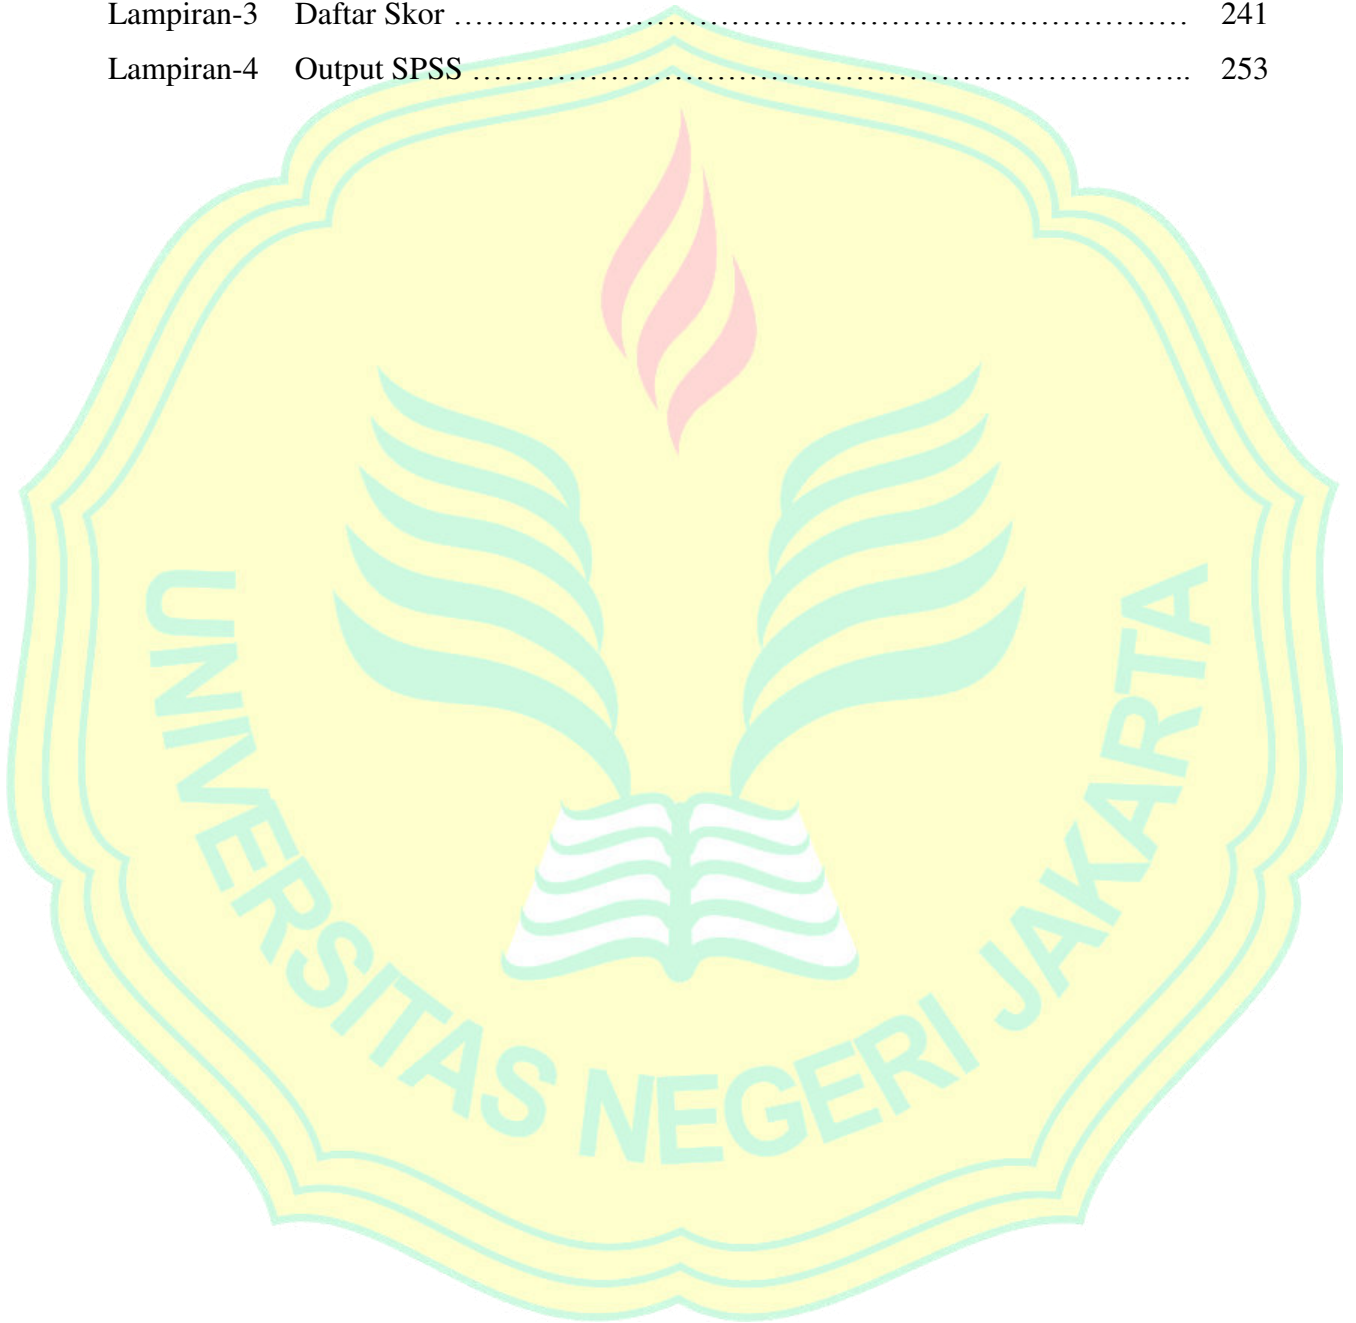 Lampiran-3 Daftar Skor ………………………………………………………… 241
Lampiran-4 Output SPSS ……………………………………………………….. 253
UNIVERSITAS NEGERI JAKARTA